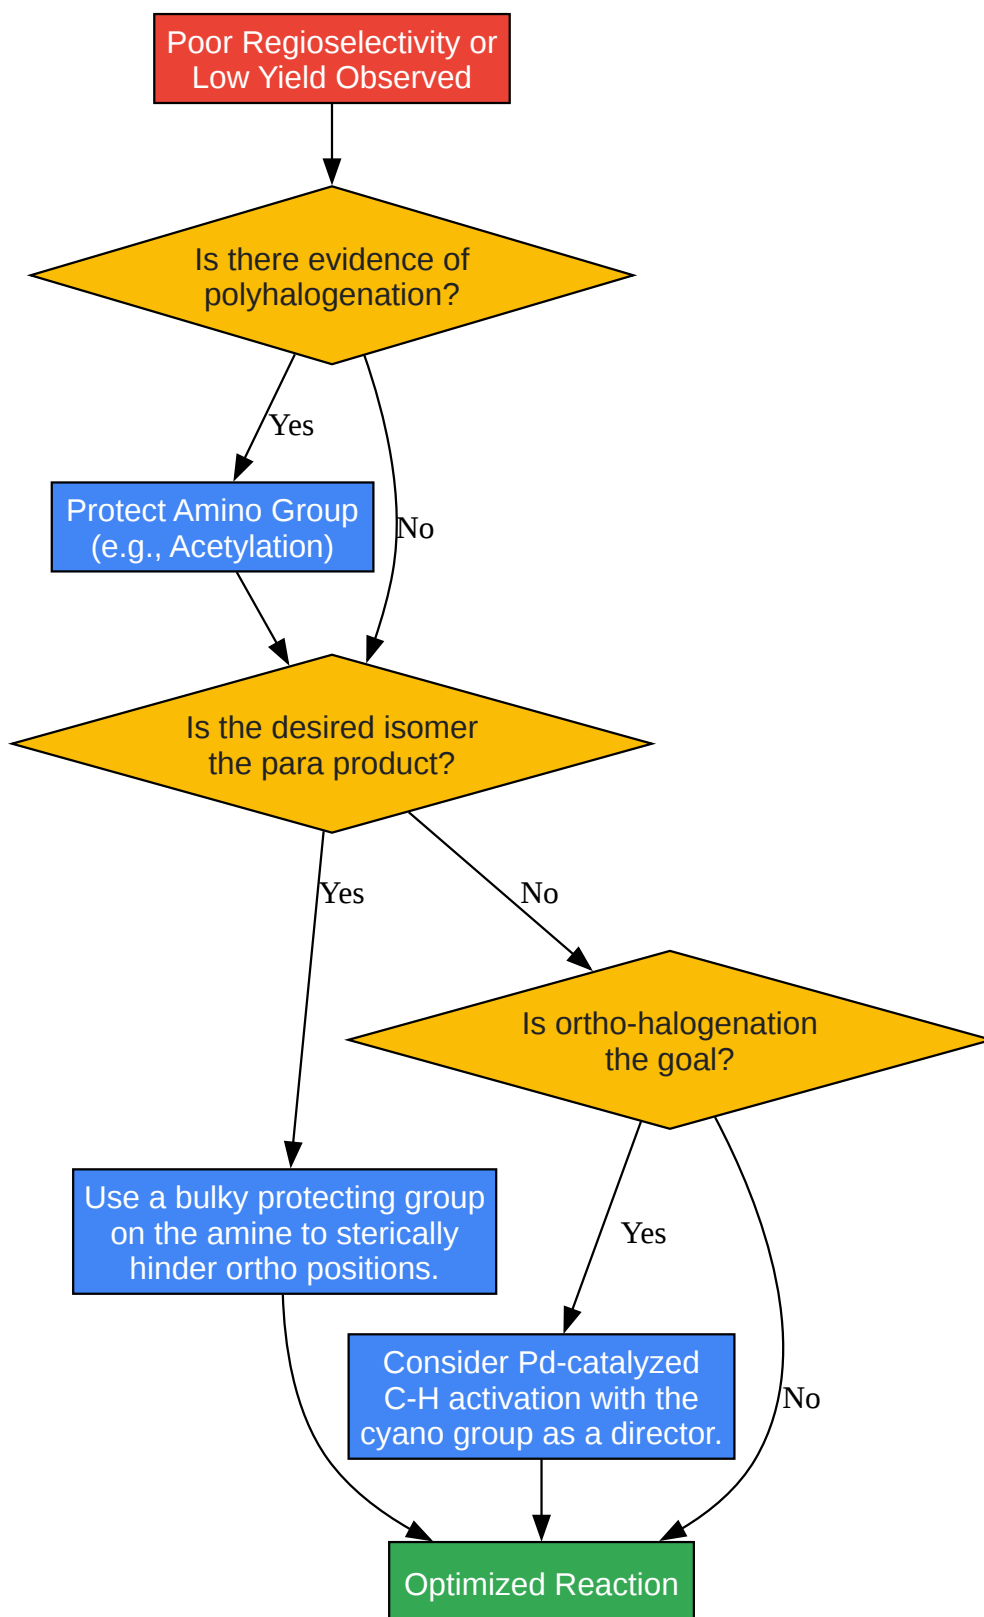 Poor Regioselectivity or
Low Yield Observed
Is there evidence of
polyhalogenation?
Yes
Protect Amino Group
(e.g., Acetylation)
No
Is the desired isomer
the para product?
Yes
No
Is ortho-halogenation
the goal?
Use a bulky protecting group
on the amine to sterically
hinder ortho positions.
Yes
Consider Pd-catalyzed
C-H activation with the
cyano group as a director.
No
Optimized Reaction